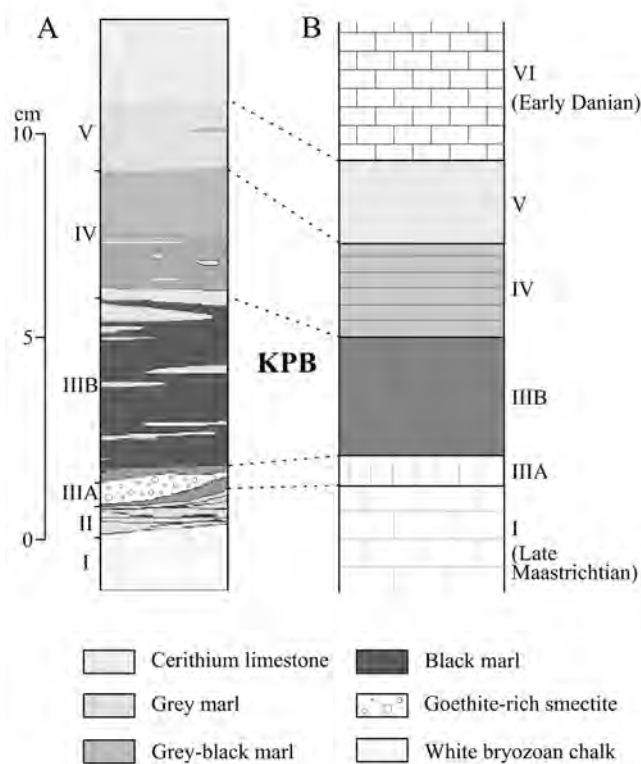 A
B
cm
10
5
0
V
IV
IIIB
IIIA
II
I
KPB
VI
(Early Danian)
V
IV
IIIB
IIIA
I
(Late
Maastrichtian)
Cerithium limestone
Black marl
Grey marl
Goethite-rich smectite
Grey-black marl
White bryozoan chalk